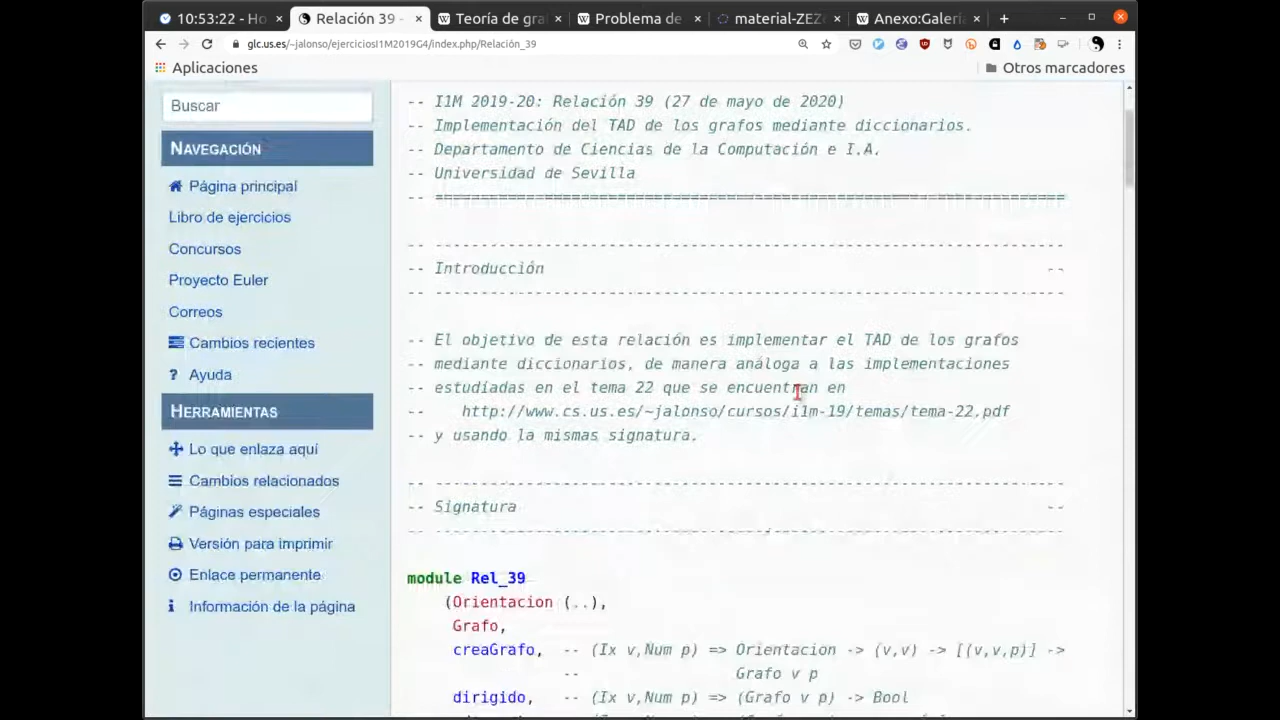 10:53:22 - Ho
Relación 39 -
Teoría de gra
Problema de
material-ZEZ
Anexo:Galerí
glc.us.es/~jalonso/ejerciciosI1M2019G4/index.php/Relación_39
Aplicaciones
Otros marcadores
Buscar
Navegación
Página principal
Libro de ejercicios
Concursos
Proyecto Euler
Correos
Cambios recientes
? Ayuda
Herramientas
Lo que enlaza aquí
Cambios relacionados
Páginas especiales
Versión para imprimir
Enlace permanente
Información de la página
-- I1M 2019-20: Relación 39 (27 de mayo de 2020)
-- Implementación del TAD de los grafos mediante diccionarios.
-- Departamento de Ciencias de la Computación e I.A.
-- Universidad de Sevilla
-- =====================================================================
-- ---------------------------------------------------------------------
-- Introducción --
-- ---------------------------------------------------------------------
-- El objetivo de esta relación es implementar el TAD de los grafos
-- mediante diccionarios, de manera análoga a las implementaciones
-- estudiadas en el tema 22 que se encuentran en
-- http://www.cs.us.es/~jalonso/cursos/i1m-19/temas/tema-22.pdf
-- y usando la mismas signatura.
-- ---------------------------------------------------------------------
-- Signatura --
-- ---------------------------------------------------------------------
module Rel_39
(Orientacion (..),
Grafo,
creaGrafo, -- (Ix v,Num p) => Orientacion -> (v,v) -> [(v,v,p)] ->
-- Grafo v p
dirigido, -- (Ix v,Num p) => (Grafo v p) -> Bool